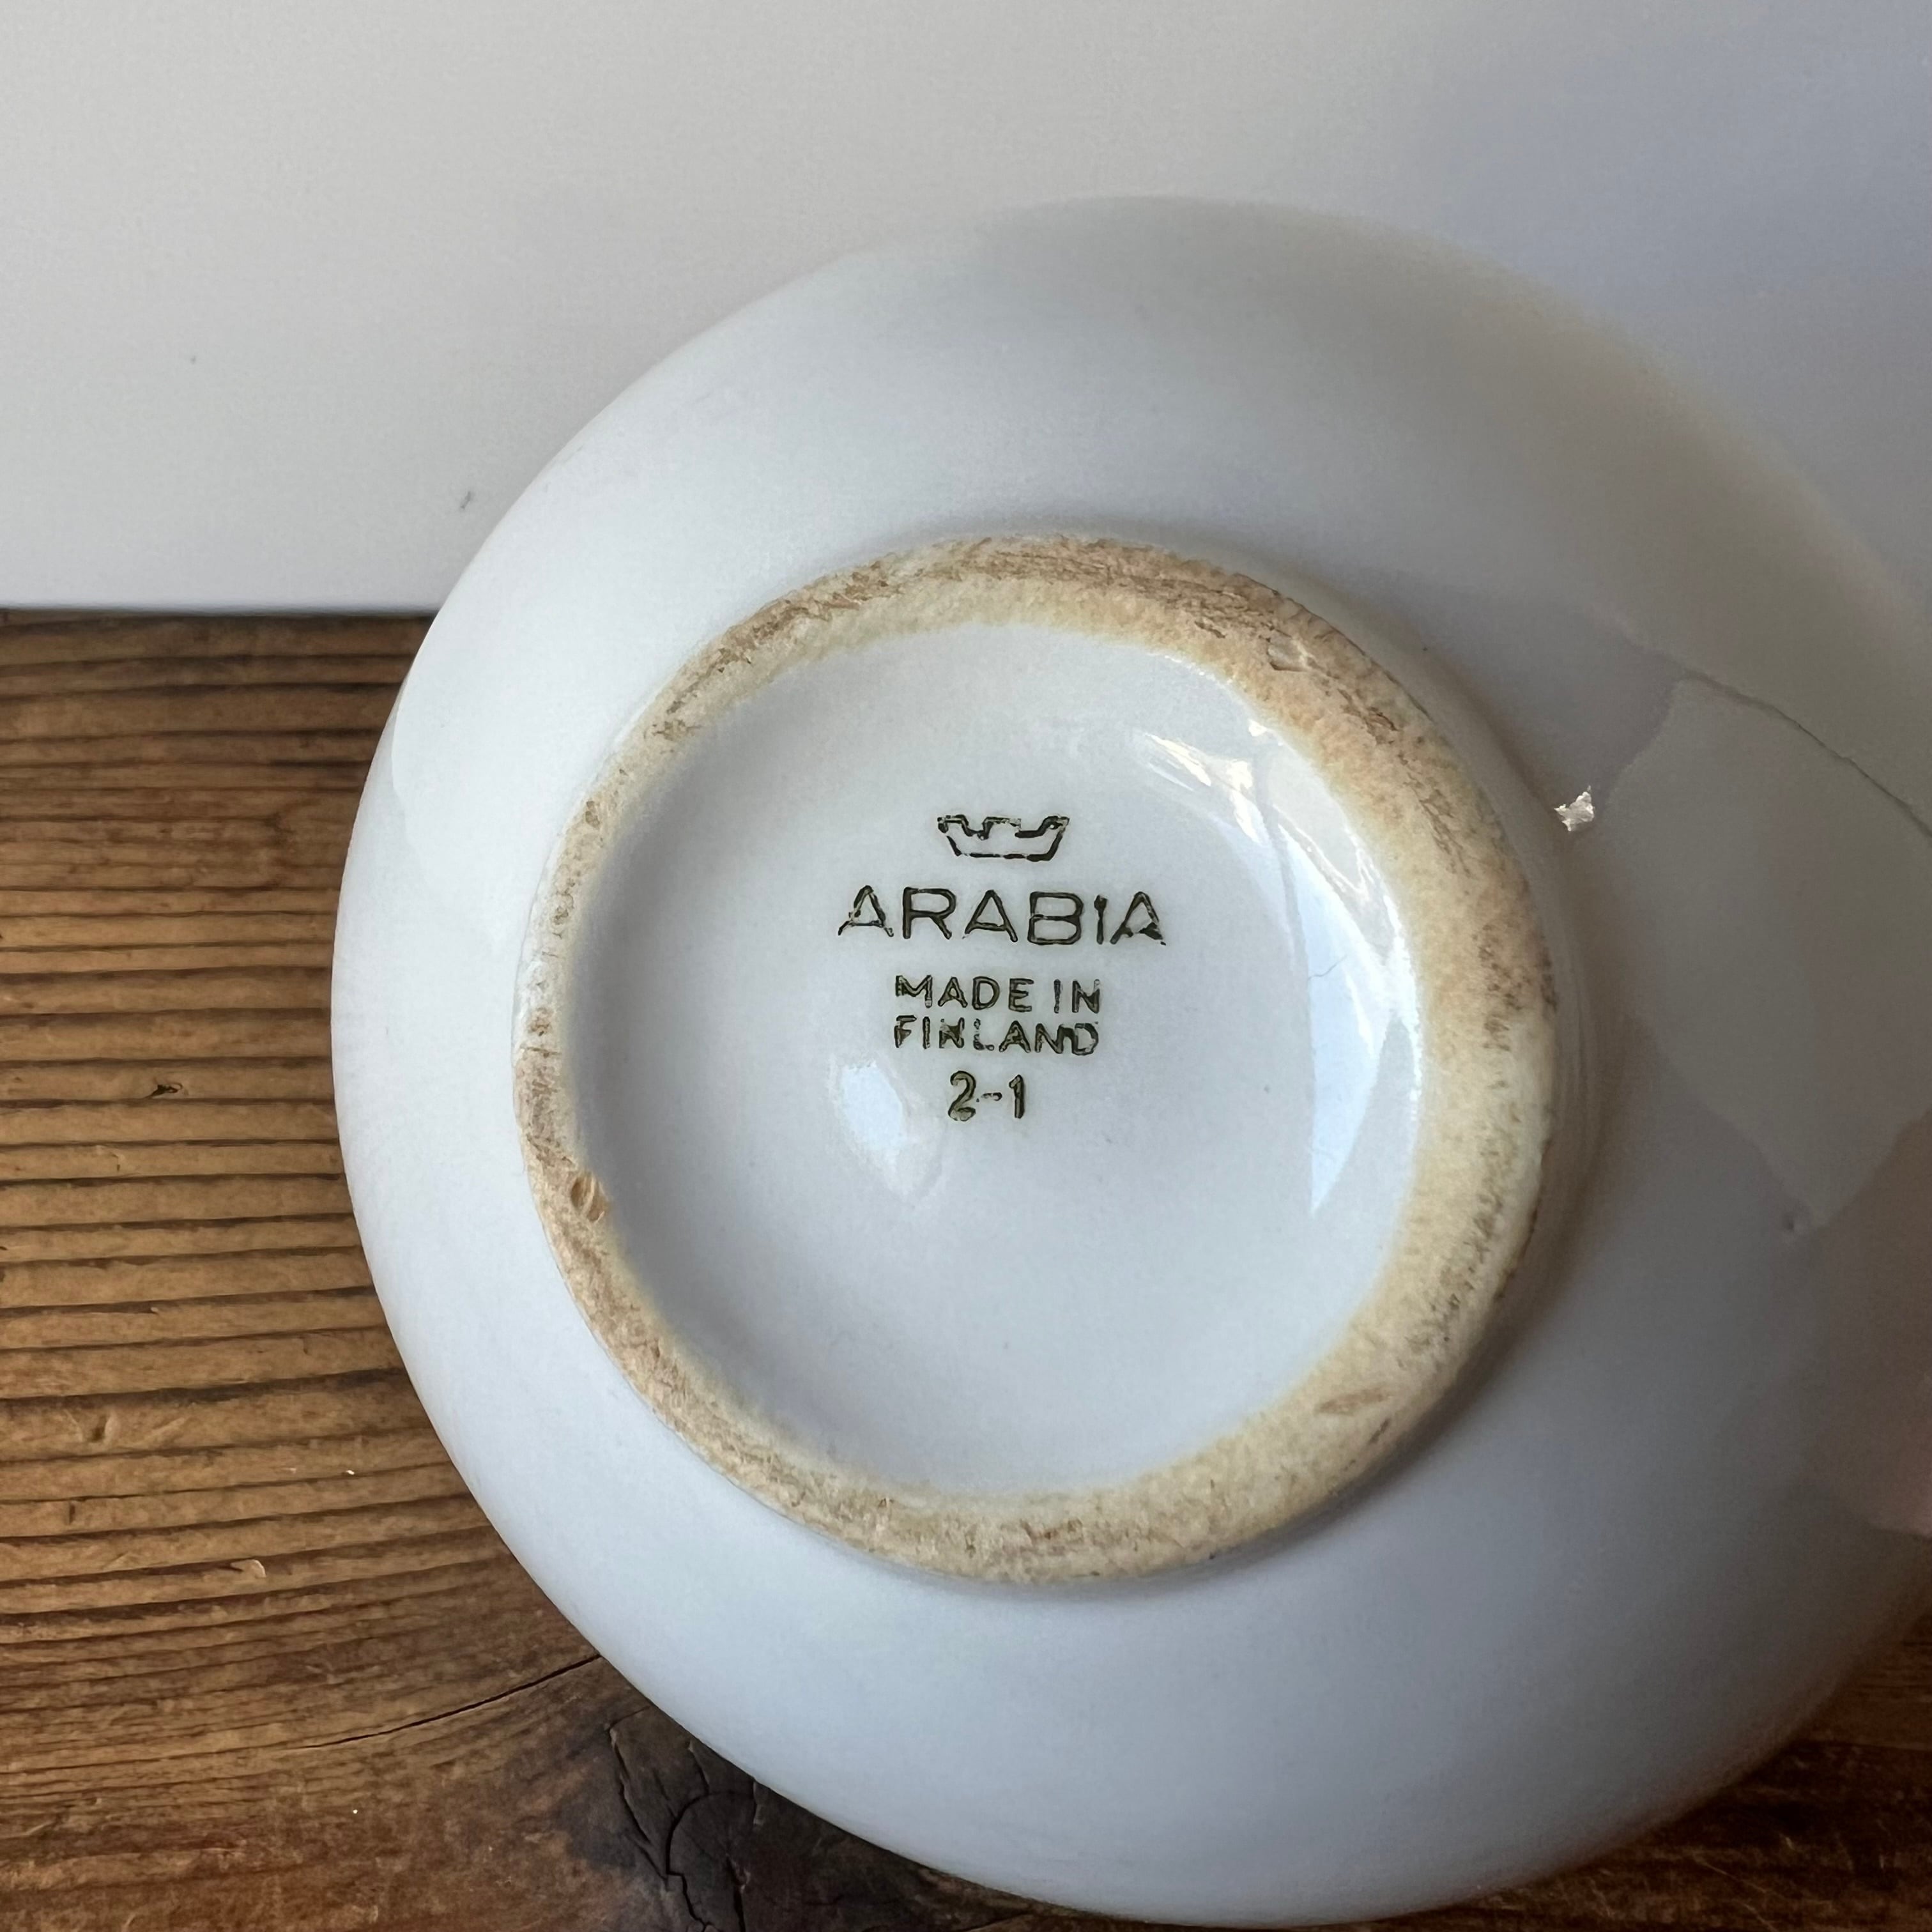 ARABIA
MADE IN
FINLAND
2-1